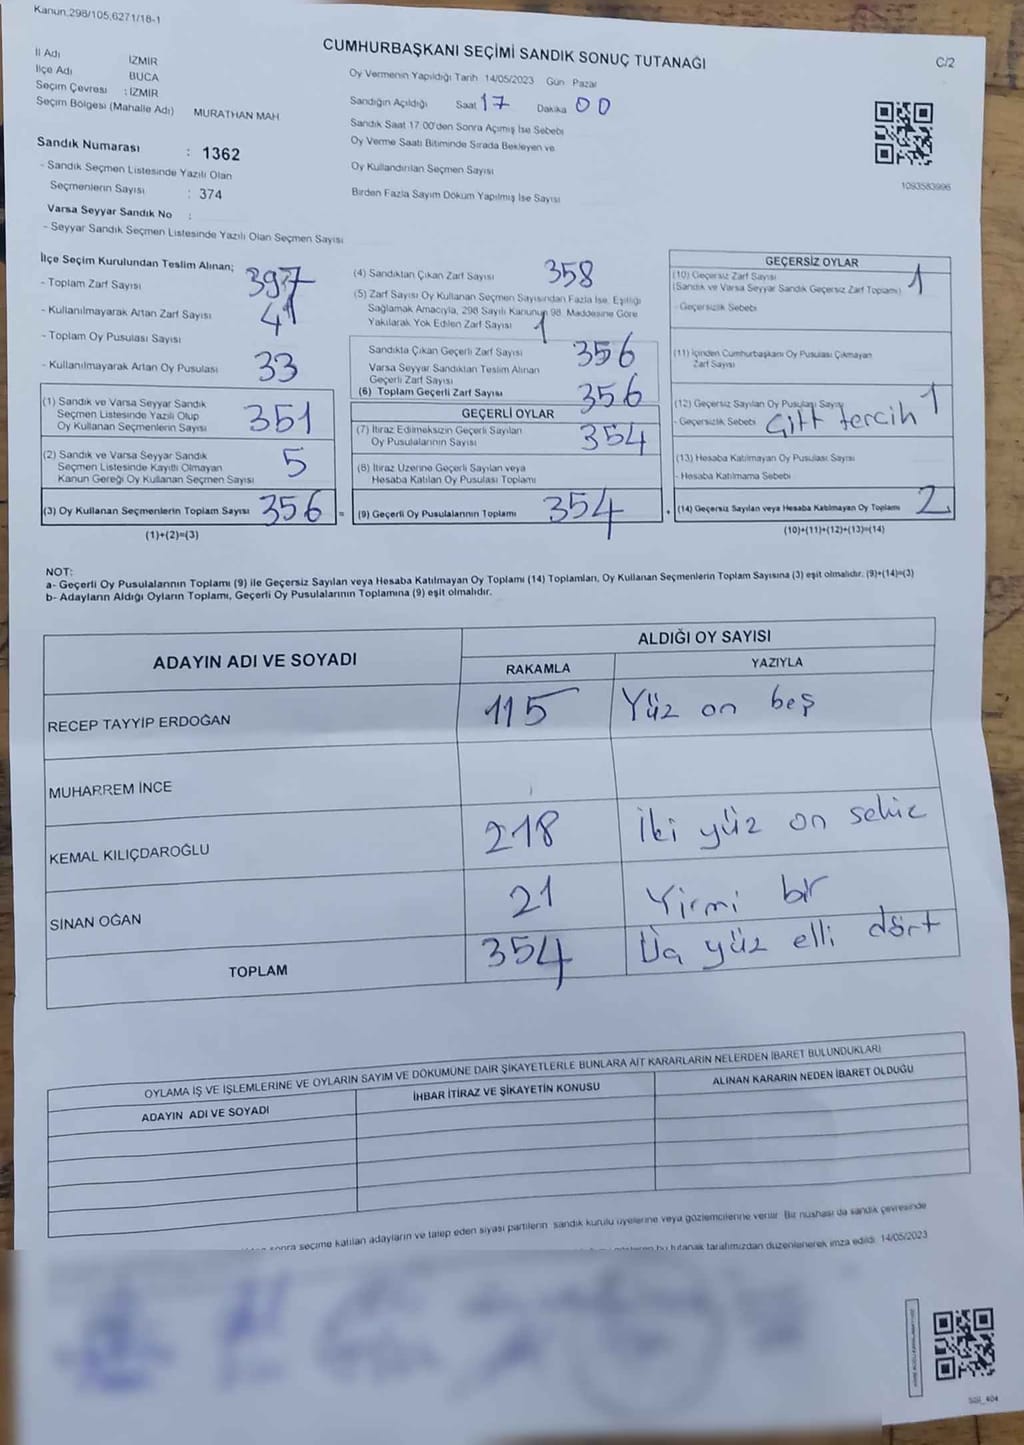 Kanun.298/105,6271/18-1
CUMHURBAŞKANI SEÇİMİ SANDIK SONUÇ TUTANAĞI
C/2
İl Adı İZMİR
İlçe Adı BUCA
Seçim Çevresi : İZMİR
Seçim Bölgesi (Mahalle Adı) MURATHAN MAH
Sandık Numarası : 1362
- Sandık Seçmen Listesinde Yazılı Olan
Seçmenlerin Sayısı : 374
Varsa Seyyar Sandık No :
- Seyyar Sandık Seçmen Listesinde Yazılı Olan Seçmen Sayısı
Oy Vermenin Yapıldığı Tarih 14/05/2023 Gün Pazar
Sandığın Açıldığı Saat 17 Dakika 00
Sandık Saat 17:00'den Sonra Açımış İse Sebebi
Oy Verme Saati Bitiminde Sırada Bekleyen ve
Oy Kullandırılan Seçmen Sayısı
Birden Fazla Sayım Döküm Yapılmış İse Sayısı
1093583996
İlçe Seçim Kurulundan Teslim Alınan;
- Toplam Zarf Sayısı 397
- Kullanılmayarak Artan Zarf Sayısı 41
- Toplam Oy Pusulası Sayısı
- Kullanılmayarak Artan Oy Pusulası 33
(1) Sandık ve Varsa Seyyar Sandık
Seçmen Listesinde Yazılı Olup
Oy Kullanan Seçmenlerin Sayısı 351
(2) Sandık ve Varsa Seyyar Sandık
Seçmen Listesinde Kayıtlı Olmayan
Kanun Gereği Oy Kullanan Seçmen Sayısı 5
(3) Oy Kullanan Seçmenlerin Toplam Sayısı 356 =
(1)+(2)=(3)
(4) Sandıktan Çıkan Zarf Sayısı 358
(5) Zarf Sayısı Oy Kullanan Seçmen Sayısından Fazla İse, Eşitliği
Sağlamak Amacıyla, 298 Sayılı Kanunun 98. Maddesine Göre
Yakılarak Yok Edilen Zarf Sayısı 1
Sandıkta Çıkan Geçerli Zarf Sayısı 356
Varsa Seyyar Sandıktan Teslim Alınan
Geçerli Zarf Sayısı
(6) Toplam Geçerli Zarf Sayısı 356
GEÇERLİ OYLAR
(7) İtiraz Edilmeksizin Geçerli Sayılan
Oy Pusulalarının Sayısı 354
(8) İtiraz Üzerine Geçerli Sayılan veya
Hesaba Katılan Oy Pusulası Toplamı
(9) Geçerli Oy Pusulalarının Toplamı 354 +
GEÇERSİZ OYLAR
(10) Geçersiz Zarf Sayısı 1
(Sandık ve Varsa Seyyar Sandık Geçersiz Zarf Toplamı)
- Geçersizlik Sebebi
(11) İçinden Cumhurbaşkanı Oy Pusulası Çıkmayan
Zarf Sayısı
(12) Geçersiz Sayılan Oy Pusulası Sayısı 1
- Geçersizlik Sebebi Çift tercih
(13) Hesaba Katılmayan Oy Pusulası Sayısı
- Hesaba Katılmama Sebebi
(14) Geçersiz Sayılan veya Hesaba Katılmayan Oy Toplamı 2
(10)+(11)+(12)+(13)=(14)
NOT:
a- Geçerli Oy Pusulalarının Toplamı (9) ile Geçersiz Sayılan veya Hesaba Katılmayan Oy Toplamı (14) Toplamları, Oy Kullanan Seçmenlerin Toplam Sayısına (3) eşit olmalıdır. (9)+(14)=(3)
b- Adayların Aldığı Oyların Toplamı, Geçerli Oy Pusulalarının Toplamına (9) eşit olmalıdır.
ADAYIN ADI VE SOYADI ALDIĞI OY SAYISI
RAKAMLA YAZIYLA
RECEP TAYYİP ERDOĞAN 115 Yüz on beş
MUHARREM İNCE
KEMAL KILIÇDAROĞLU 218 İki yüz on sekiz
SİNAN OĞAN 21 Yirmi bir
TOPLAM 354 Üç yüz elli dört
OYLAMA İŞ VE İŞLEMLERİNE VE OYLARIN SAYIM VE DÖKÜMÜNE DAİR ŞİKAYETLERLE BUNLARA AİT KARARLARIN NELERDEN İBARET BULUNDUKLARI
ADAYIN ADI VE SOYADI İHBAR İTİRAZ VE ŞİKAYETİN KONUSU ALINAN KARARIN NEDEN İBARET OLDUĞU
sonra seçime katılan adayların ve talep eden siyasi partilerin sandık kurulu üyelerine veya gözlemcilerine verilir. Bir nüshası da sandık çevresinde
bu tutanak tarafımızdan düzenlenerek imza edildi. 14/05/2023